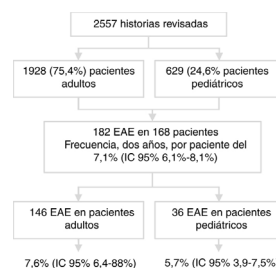 2557 historias revisadas
1928 (75,4%) pacientes
adultos
629 (24,6% pacientes
pediátricos
182 EAE en 168 pacientes
Frecuencia, dos años, por paciente del
7,1% (IC 95% 6,1%-8,1%)
146 EAE en pacientes
adultos
36 EAE en pacientes
pediátricos
7,6% (IC 95% 6,4-88%)
5,7% (IC 95% 3,9-7,5%